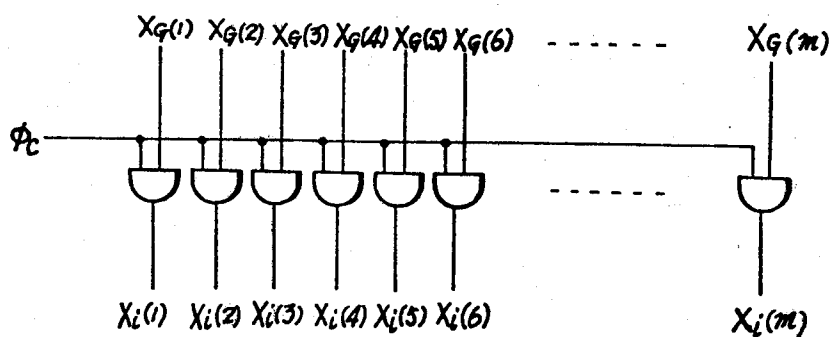 XG(1) XG(2) XG(3) XG(4) XG(5) XG(6) XG(m)
φC
Xi(1) Xi(2) Xi(3) Xi(4) Xi(5) Xi(6) Xi(m)